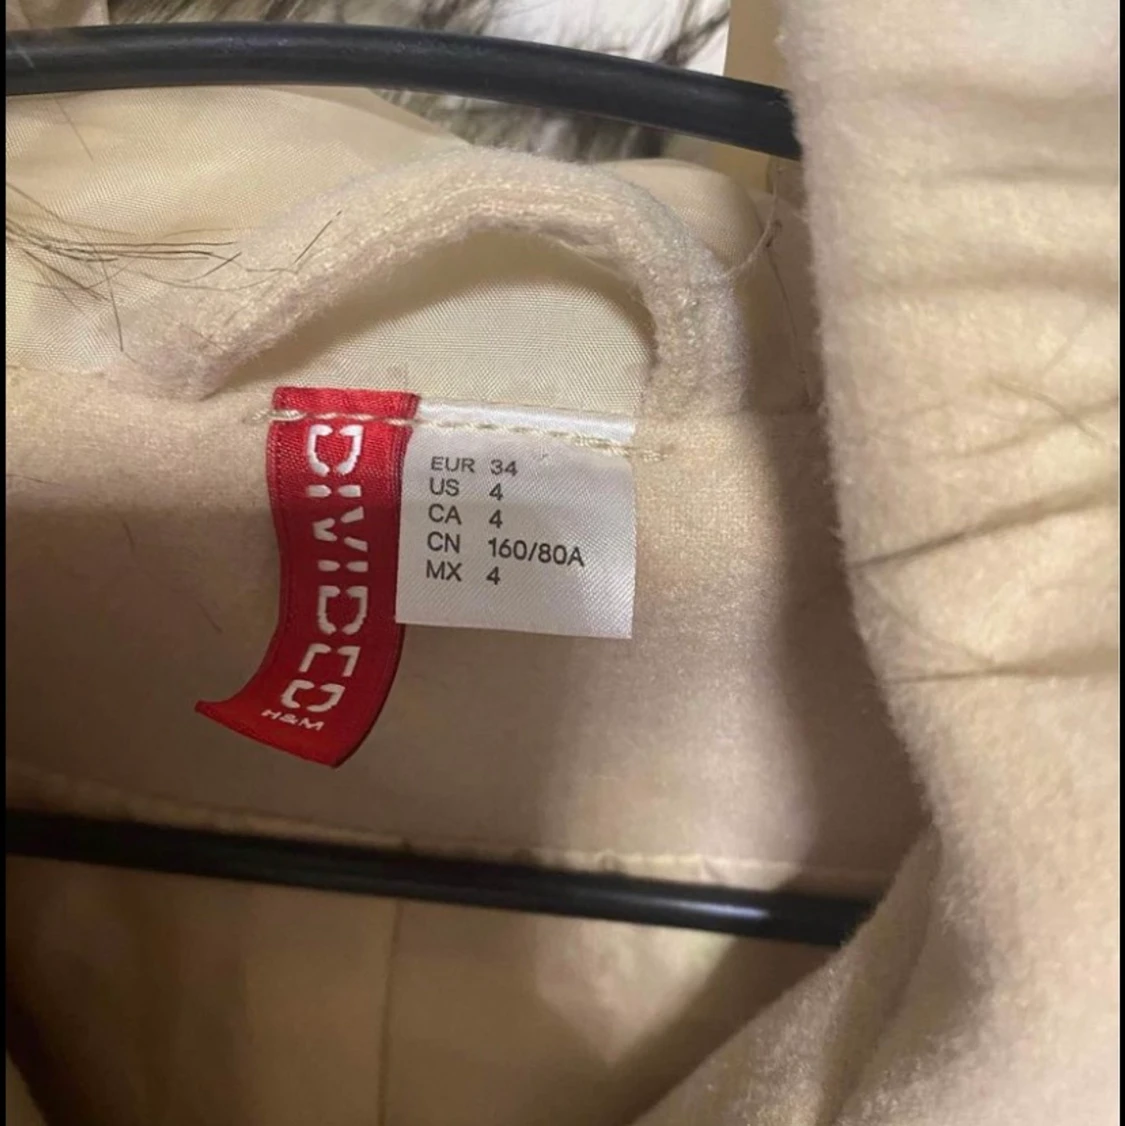 DIVIDED
H&M
EUR 34
US 4
CA 4
CN 160/80A
MX 4